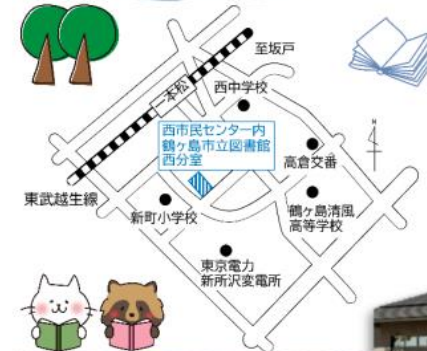 至坂戸
一本松
西中学校
西市民センター内
鶴ヶ島市立図書館
西分室
高倉交番
東武越生線
新町小学校
鶴ヶ島清風
高等学校
東京電力
新所沢変電所